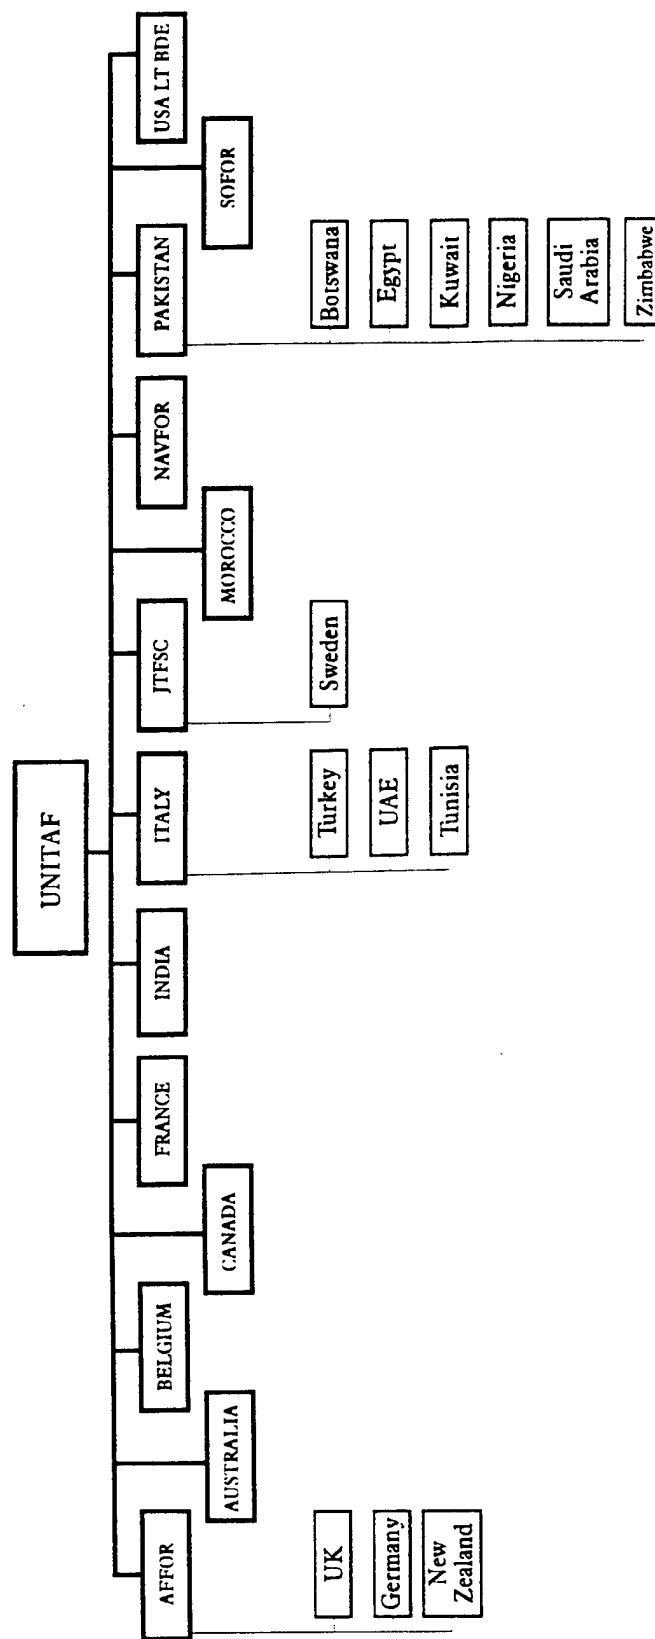 UNITAF
AFFOR
AUSTRALIA
BELGIUM
CANADA
FRANCE
INDIA
ITALY
JTFSC
MOROCCO
NAVFOR
PAKISTAN
SOFOR
USA LT BDE
UK
Germany
New
Zealand
Turkey
UAE
Tunisia
Sweden
Botswana
Egypt
Kuwait
Nigeria
Saudi
Arabia
Zimbabwe